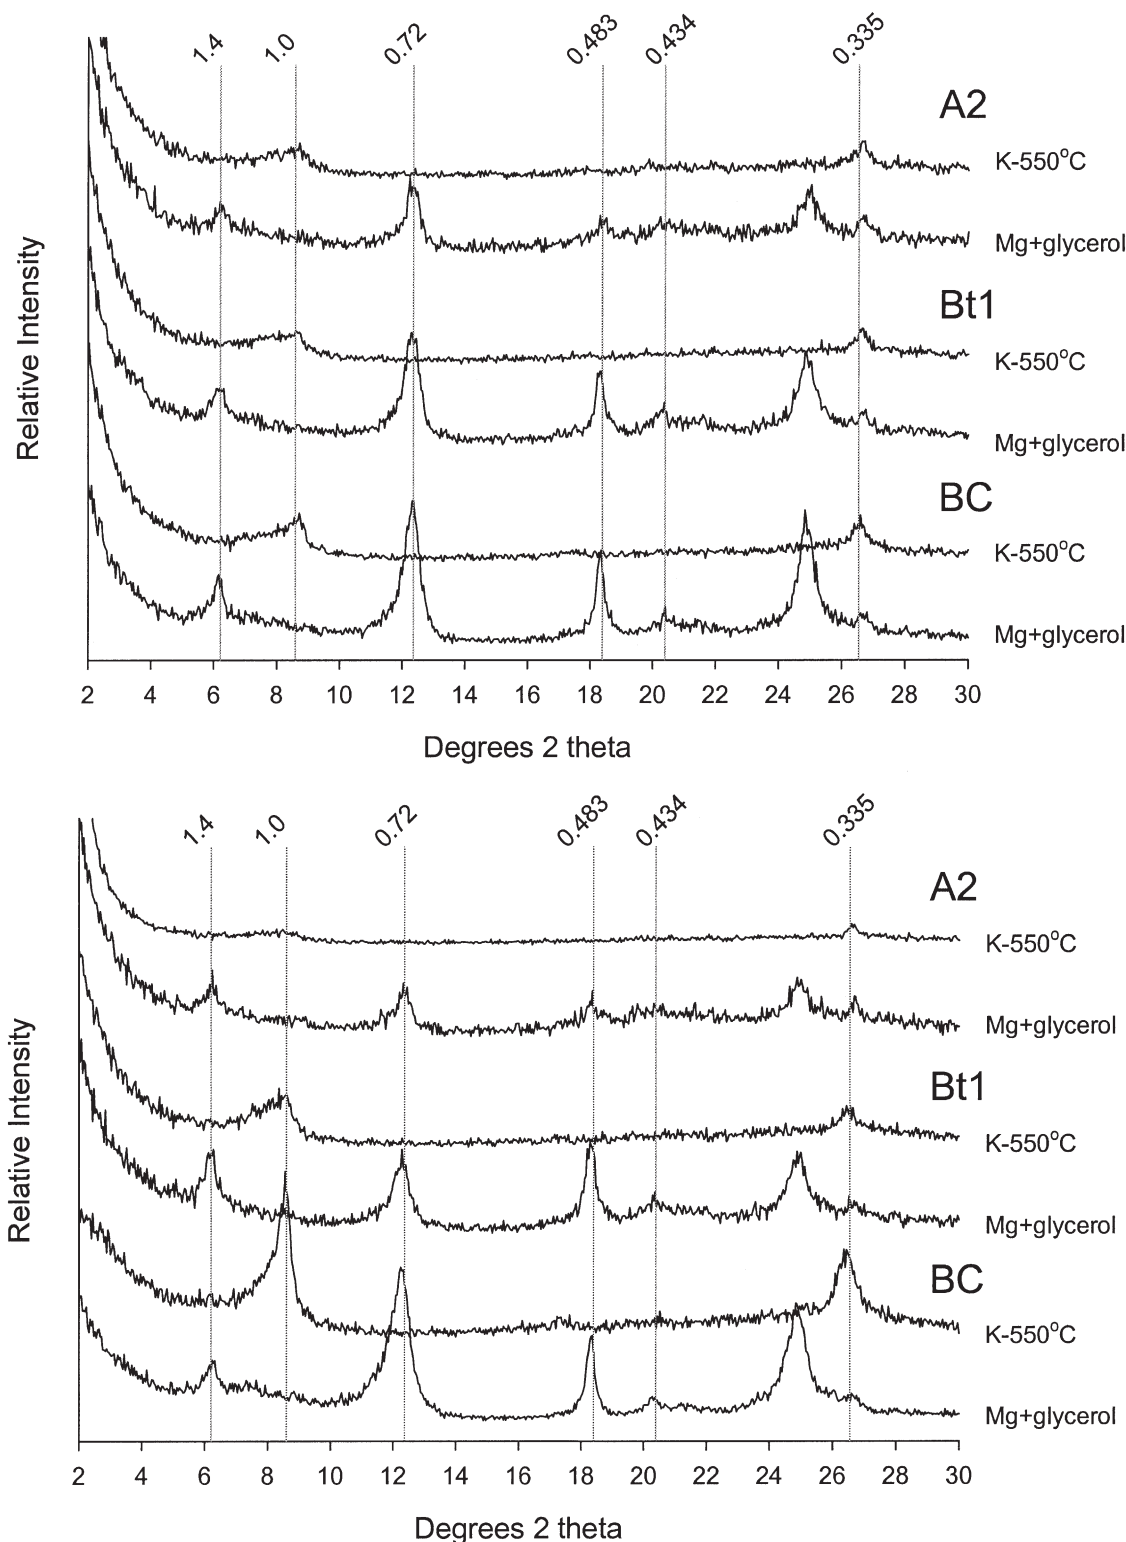 1.4 1.0 0.72 0.483 0.434 0.335
A2
K-550°C
Mg+glycerol
Bt1
K-550°C
Mg+glycerol
BC
K-550°C
Mg+glycerol
Relative Intensity
2 4 6 8 10 12 14 16 18 20 22 24 26 28 30
Degrees 2 theta
1.4 1.0 0.72 0.483 0.434 0.335
A2
K-550°C
Mg+glycerol
Bt1
K-550°C
Mg+glycerol
BC
K-550°C
Mg+glycerol
Relative Intensity
2 4 6 8 10 12 14 16 18 20 22 24 26 28 30
Degrees 2 theta